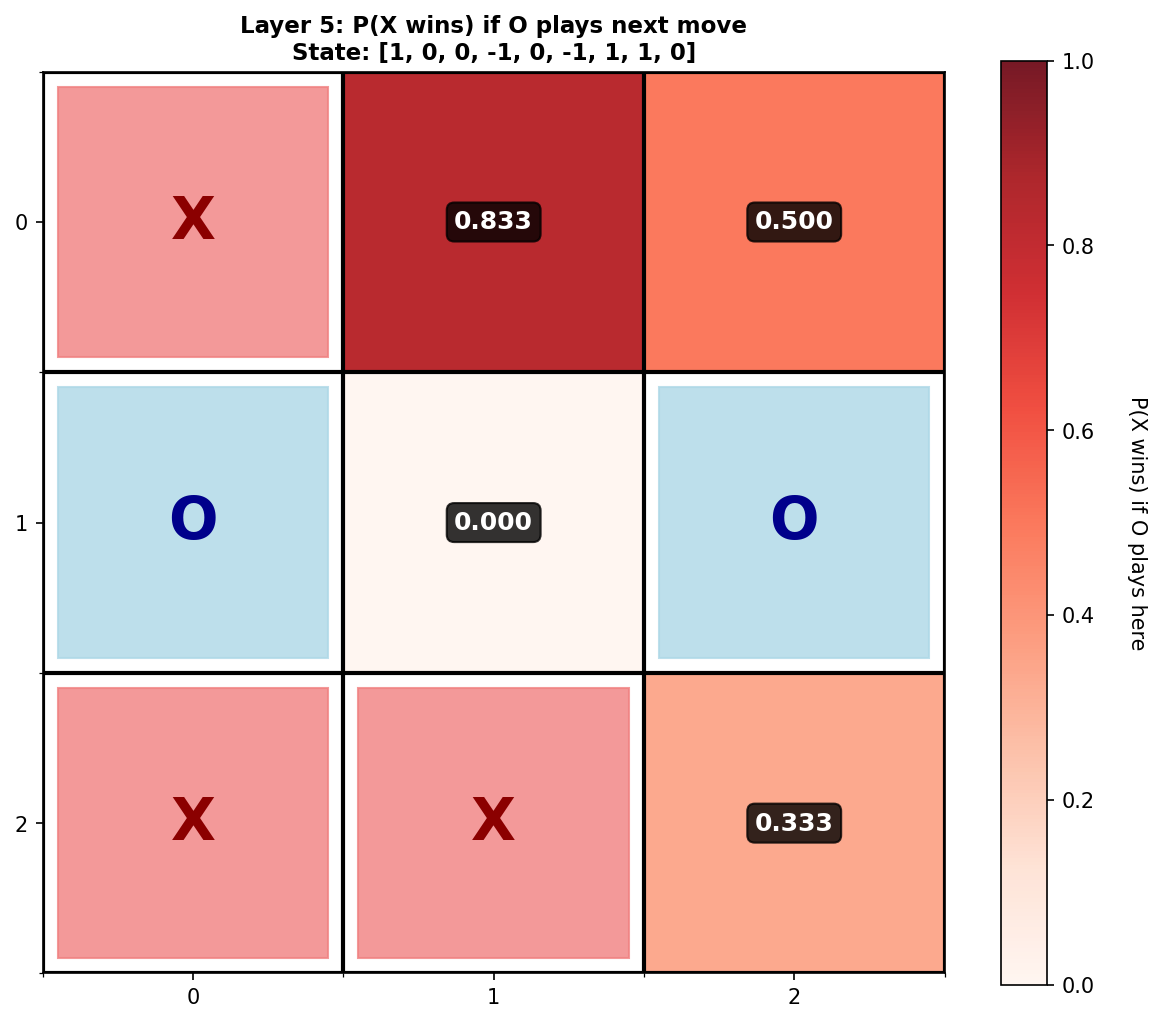 Layer 5: P(X wins) if O plays next move
State: [1, 0, 0, -1, 0, -1, 1, 1, 0]
0
X
0.833
0.500
1
O
0.000
O
2
X
X
0.333
0
1
2
1.0
0.8
0.6
0.4
0.2
0.0
P(X wins) if O plays here